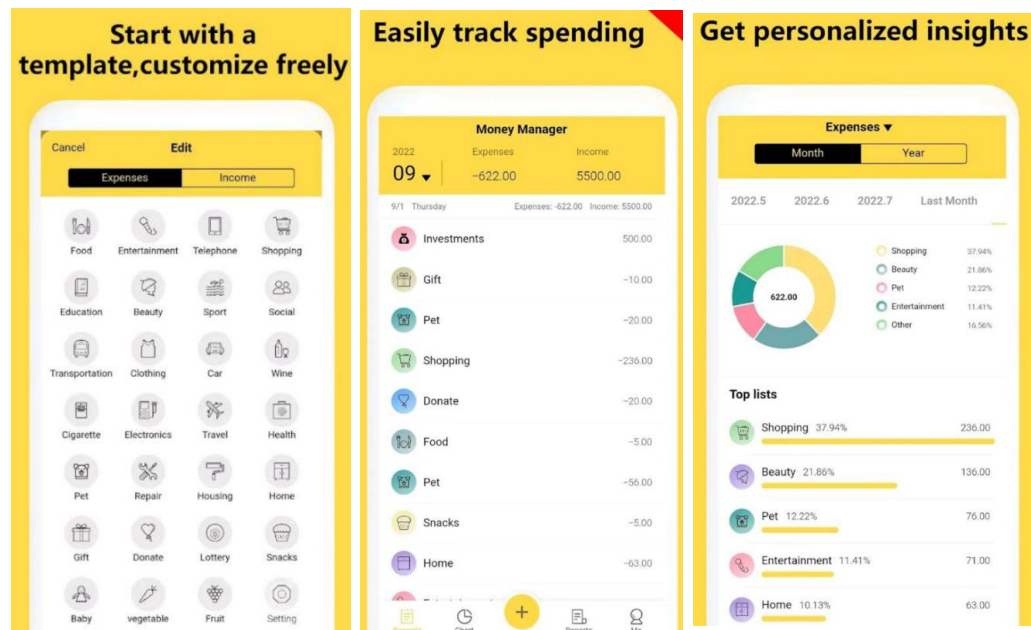 Start with a
template,customize freely
Cancel Edit
Expenses Income
Food Entertainment Telephone Shopping
Education Beauty Sport Social
Transportation Clothing Car Wine
Cigarette Electronics Travel Health
Pet Repair Housing Home
Gift Donate Lottery Snacks
Baby vegetable Fruit Setting
Easily track spending
Money Manager
2022 Expenses Income
09 -622.00 5500.00
9/1 Thursday Expenses: -622.00 Income: 5500.00
Investments 500.00
Gift -10.00
Pet -20.00
Shopping -236.00
Donate -20.00
Food -5.00
Pet -56.00
Snacks -5.00
Home -63.00
Get personalized insights
Expenses ▼
Month Year
2022.5 2022.6 2022.7 Last Month
622.00
Shopping 37.94%
Beauty 21.86%
Pet 12.22%
Entertainment 11.41%
Other 16.56%
Top lists
Shopping 37.94% 236.00
Beauty 21.86% 136.00
Pet 12.22% 76.00
Entertainment 11.41% 71.00
Home 10.13% 63.00